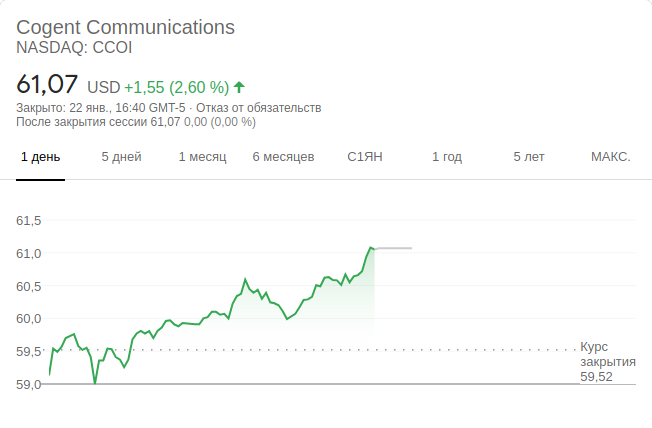 Cogent Communications
NASDAQ: CCOI
61,07 USD +1,55 (2,60 %)
Закрыто: 22 янв., 16:40 GMT-5 · Отказ от обязательств
После закрытия сессии 61,07 0,00 (0,00 %)
1 день 5 дней 1 месяц 6 месяцев С1ЯН 1 год 5 лет МАКС.
61,5
61,0
60,5
60,0
59,5
59,0
Курс
закрытия
59,52